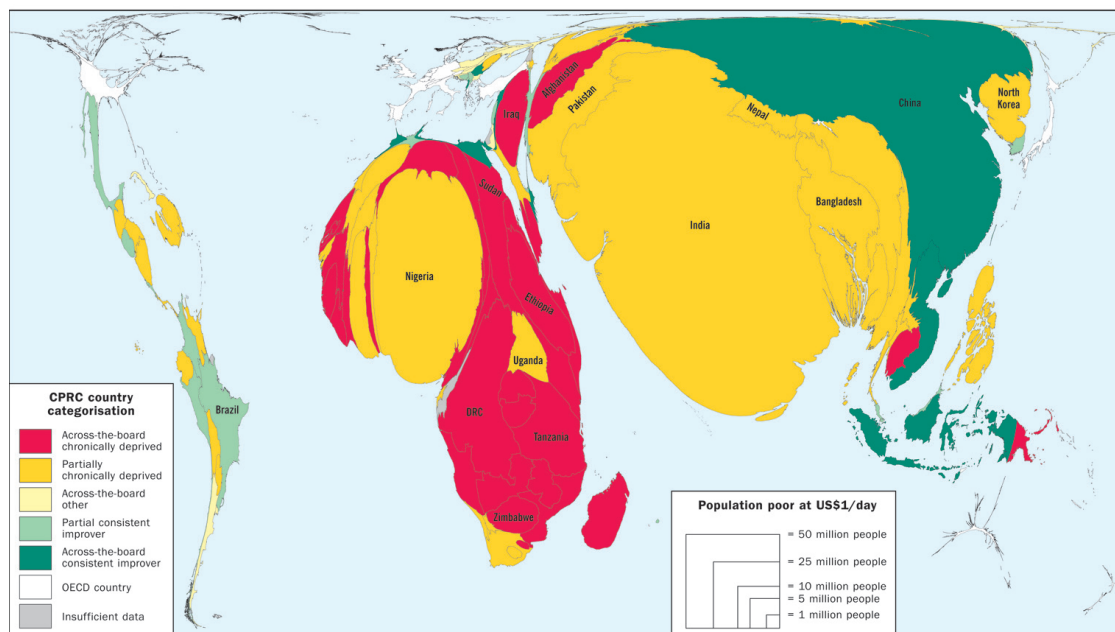 Afghanistan
Pakistan
Iraq
Nepal
China
North
Korea
Sudan
India
Bangladesh
Nigeria
Ethiopia
Uganda
DRC
Tanzania
Zimbabwe
Brazil
CPRC country
categorisation
Across-the-board
chronically deprived
Partially
chronically deprived
Across-the-board
other
Partial consistent
improver
Across-the-board
consistent improver
OECD country
Insufficient data
Population poor at US$1/day
= 50 million people
= 25 million people
= 10 million people
= 5 million people
= 1 million people